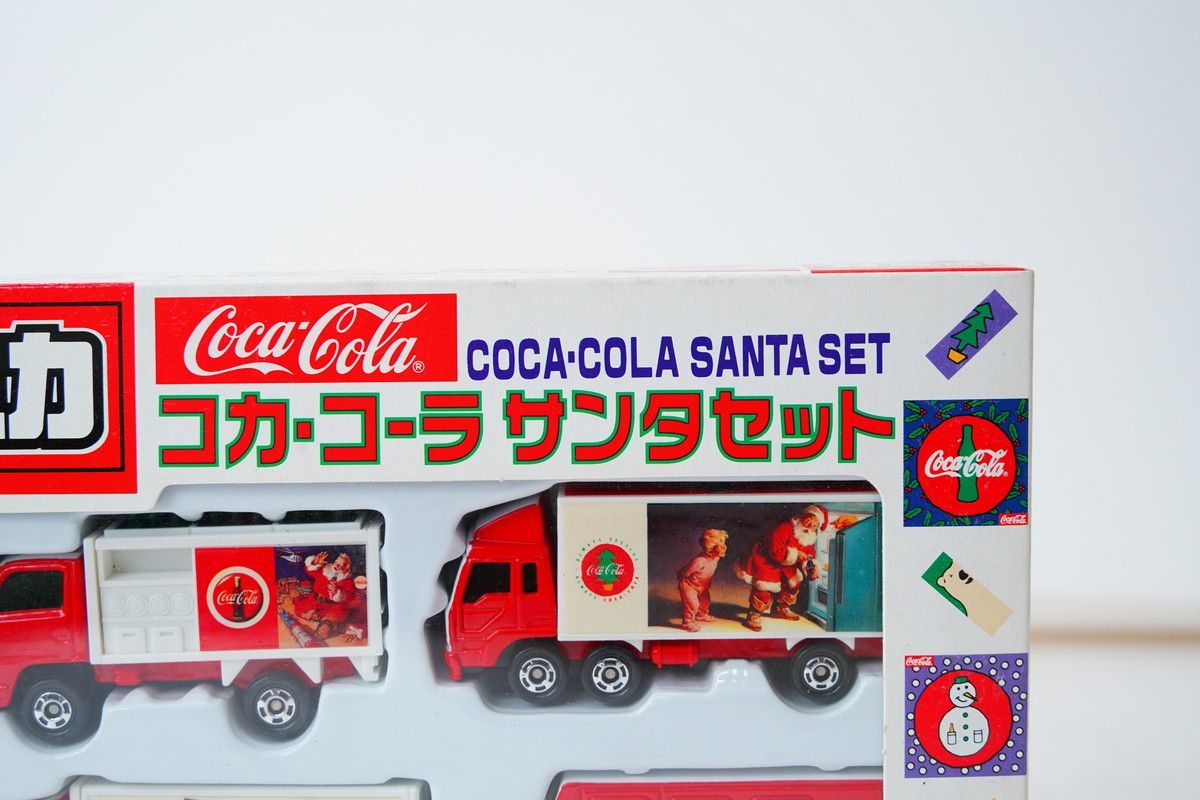 カ
Coca-Cola®
COCA-COLA SANTA SET
コカ・コーラ サンタセット
Coca-Cola
Coca-Cola
Coca-Cola
Coca-Cola
Coca-Cola